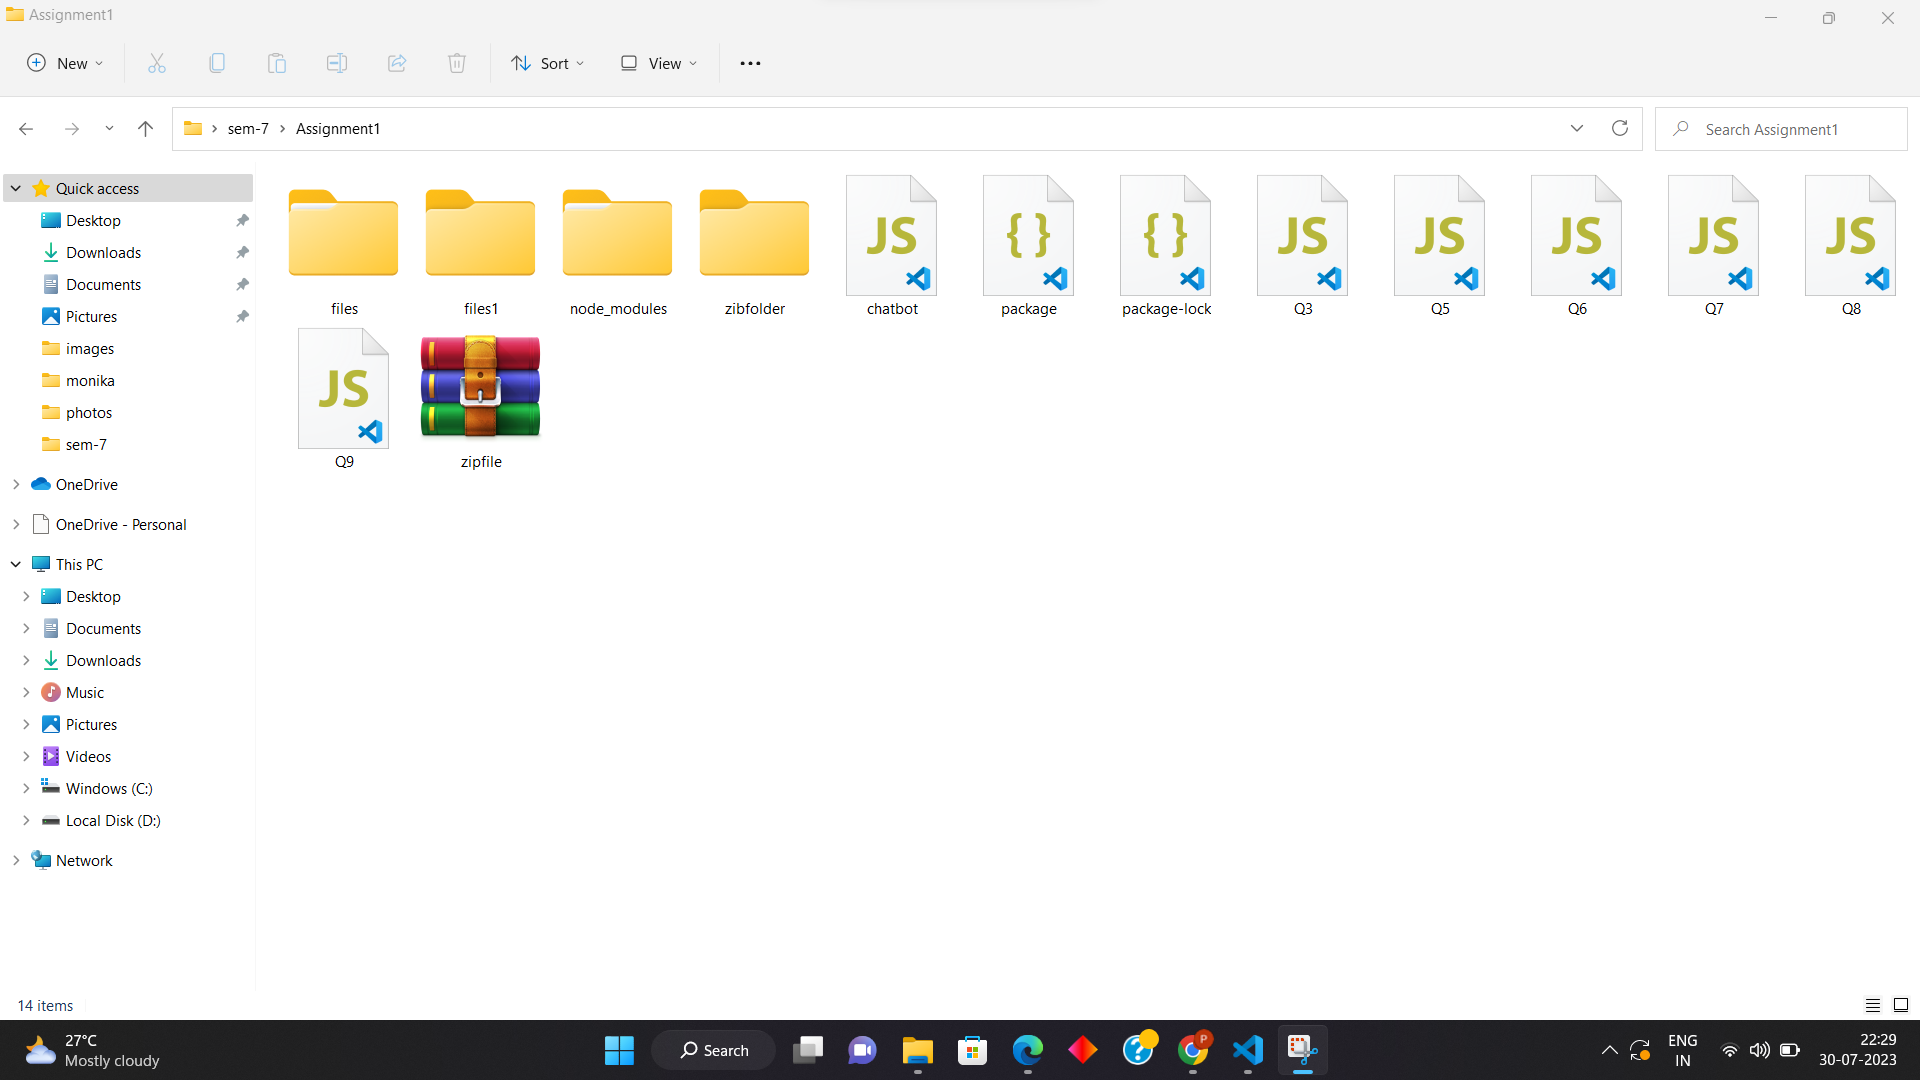 Assignment1
New
Sort
View
sem-7
Assignment1
Search Assignment1
Quick access
Desktop
Downloads
Documents
Pictures
images
monika
photos
sem-7
OneDrive
OneDrive - Personal
This PC
Desktop
Documents
Downloads
Music
Pictures
Videos
Windows (C:)
Local Disk (D:)
Network
JS { } { } JS JS JS JS JS
files files1 node_modules zibfolder chatbot package package-lock Q3 Q5 Q6 Q7 Q8
JS
Q9 zipfile
14 items
27°C
Mostly cloudy
Search
P
ENG
IN
22:29
30-07-2023